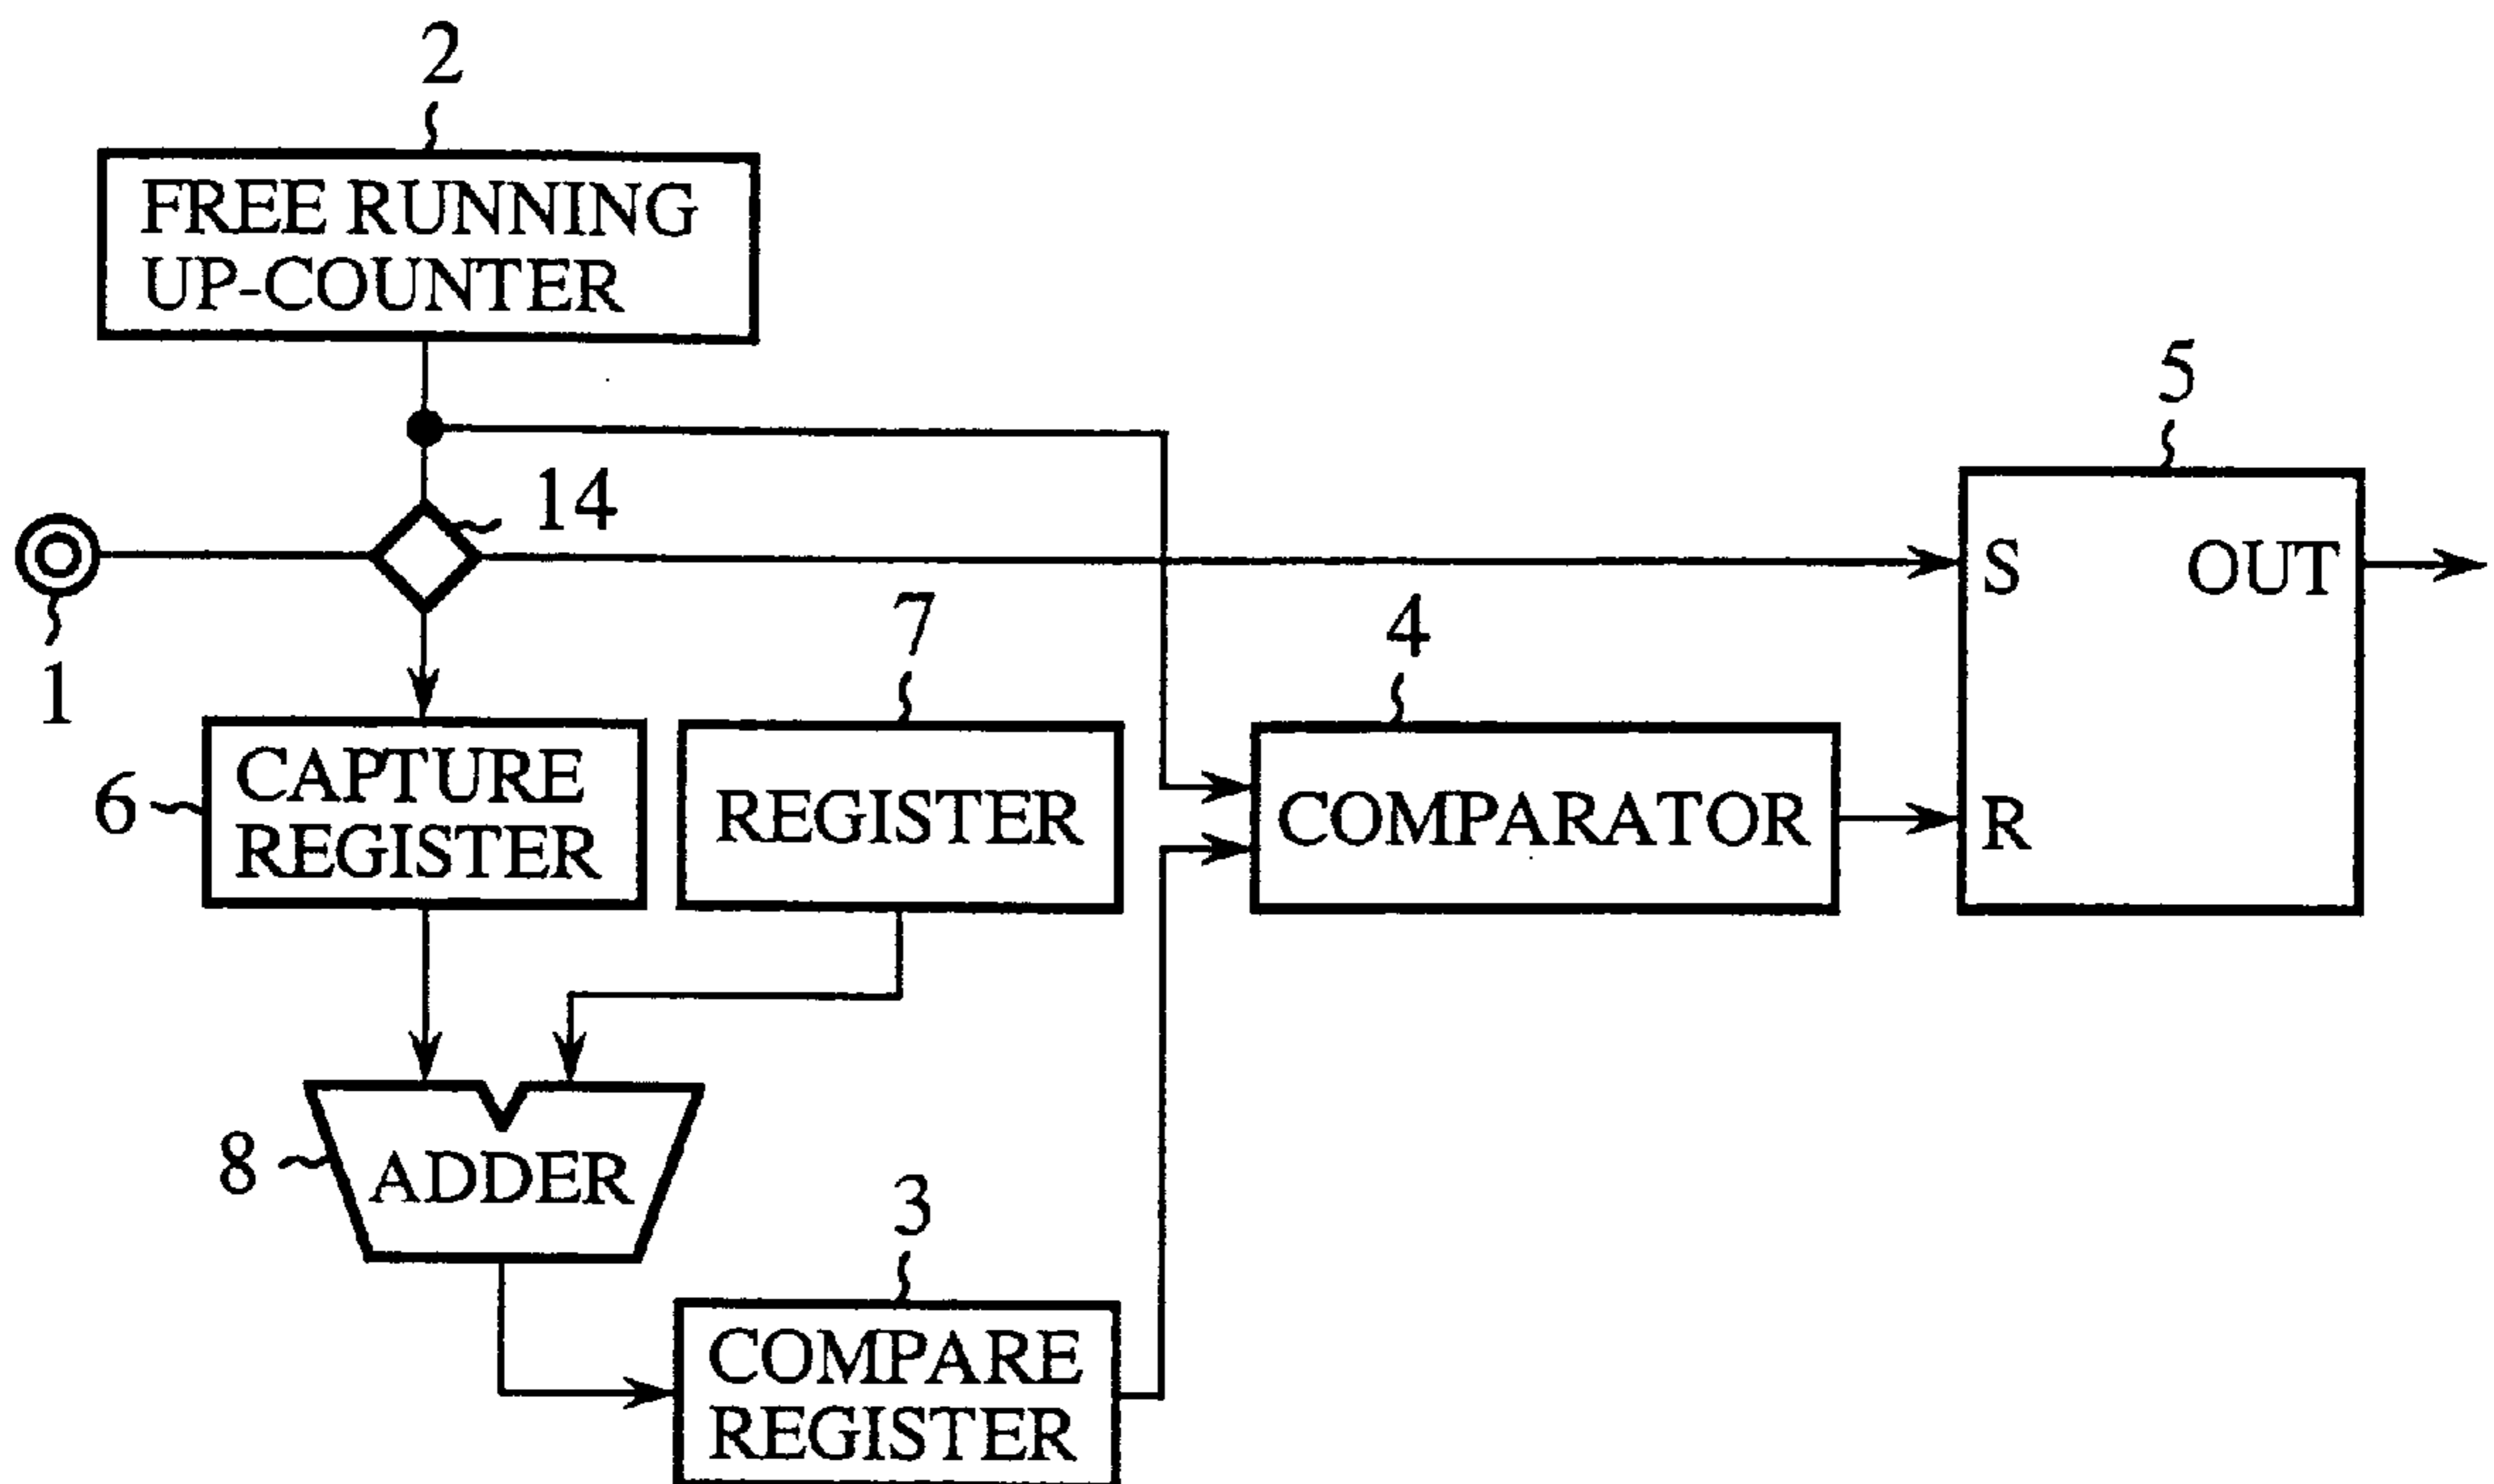 2
FREE RUNNING
UP-COUNTER
5
14
S OUT
1
7
4
6
CAPTURE
REGISTER
REGISTER
COMPARATOR
R
8
ADDER
3
COMPARE
REGISTER